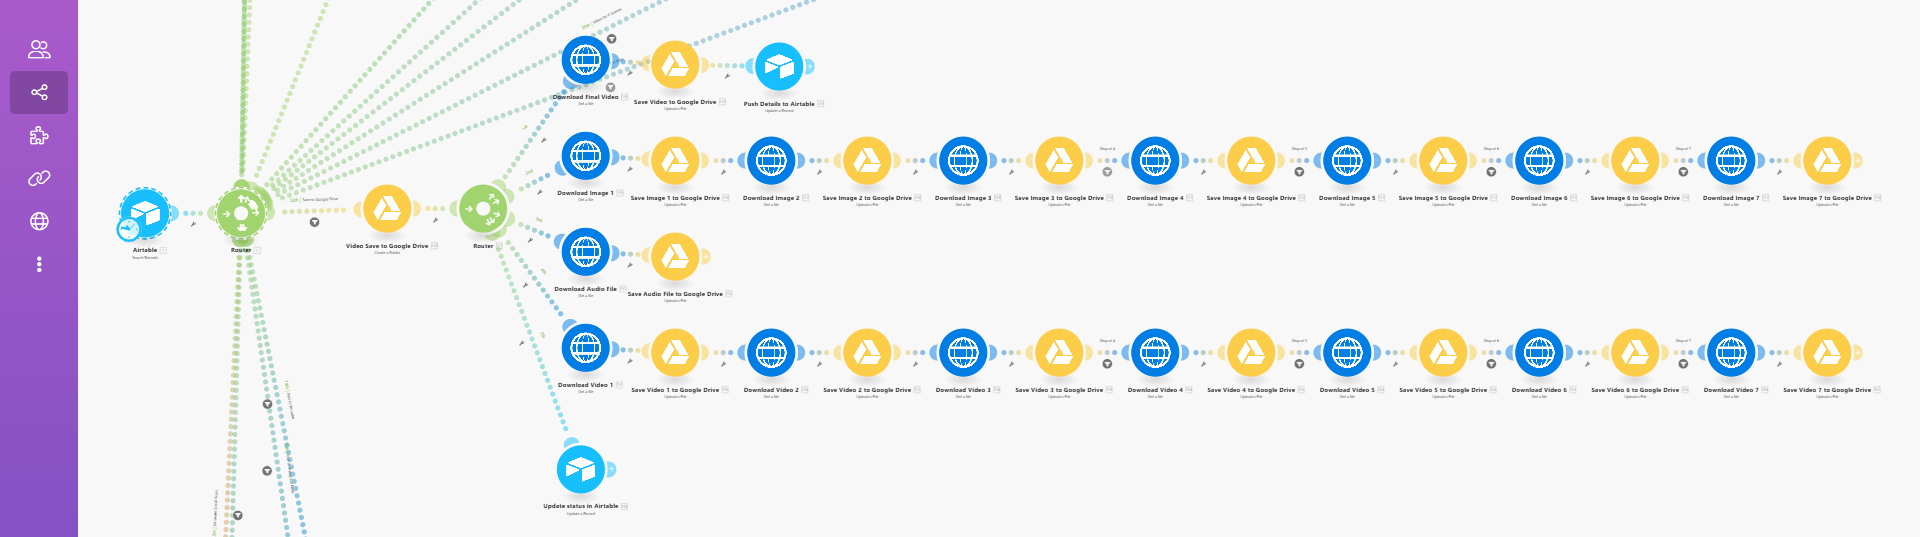 Download Final Video
Get a file
Save Video to Google Drive
Upload a File
Push Details to Airtable
Update a Record
Download Image 1
Get a file
Save Image 1 to Google Drive
Upload a File
Download Image 2
Get a file
Save Image 2 to Google Drive
Upload a File
Download Image 3
Get a file
Save Image 3 to Google Drive
Upload a File
Download Image 4
Get a file
Save Image 4 to Google Drive
Upload a File
Download Image 5
Get a file
Save Image 5 to Google Drive
Upload a File
Download Image 6
Get a file
Save Image 6 to Google Drive
Upload a File
Download Image 7
Get a file
Save Image 7 to Google Drive
Upload a File
Airtable
Search Records
Router
Save to Google Drive
Video Save to Google Drive
Create a Folder
Router
Download Audio File
Get a file
Save Audio File to Google Drive
Upload a File
Download Video 1
Get a file
Save Video 1 to Google Drive
Upload a File
Download Video 2
Get a file
Save Video 2 to Google Drive
Upload a File
Download Video 3
Get a file
Save Video 3 to Google Drive
Upload a File
Download Video 4
Get a file
Save Video 4 to Google Drive
Upload a File
Download Video 5
Get a file
Save Video 5 to Google Drive
Upload a File
Download Video 6
Get a file
Save Video 6 to Google Drive
Upload a File
Download Video 7
Get a file
Save Video 7 to Google Drive
Upload a File
Update status in Airtable
Update a Record